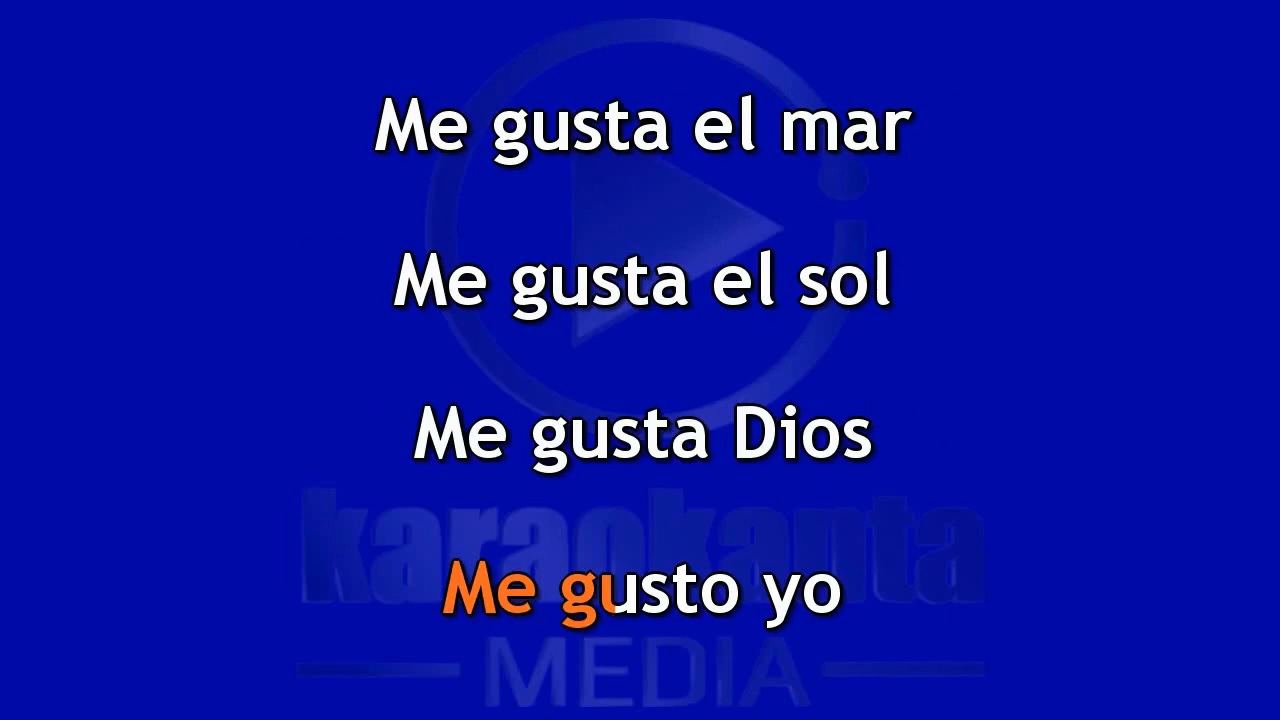 Me gusta el mar
Me gusta el sol
Me gusta Dios
Me gusto yo
karaokanta
MEDIA